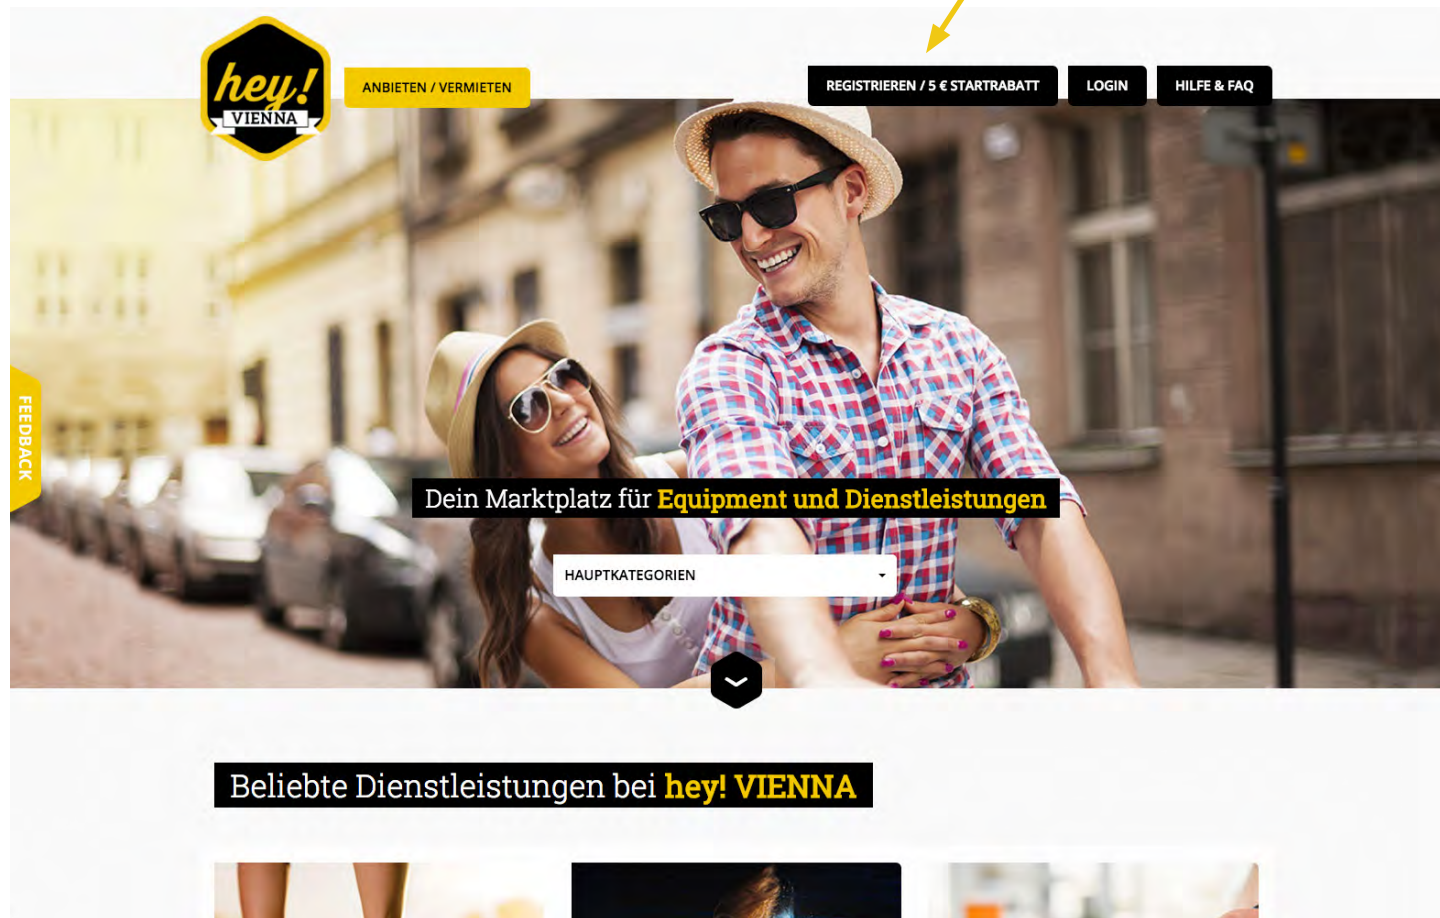 hey!
VIENNA
ANBIETEN / VERMIETEN
REGISTRIEREN / 5 € STARTRABATT
LOGIN
HILFE & FAQ
FEEDBACK
Dein Marktplatz für Equipment und Dienstleistungen
HAUPTKATEGORIEN
Beliebte Dienstleistungen bei hey! VIENNA